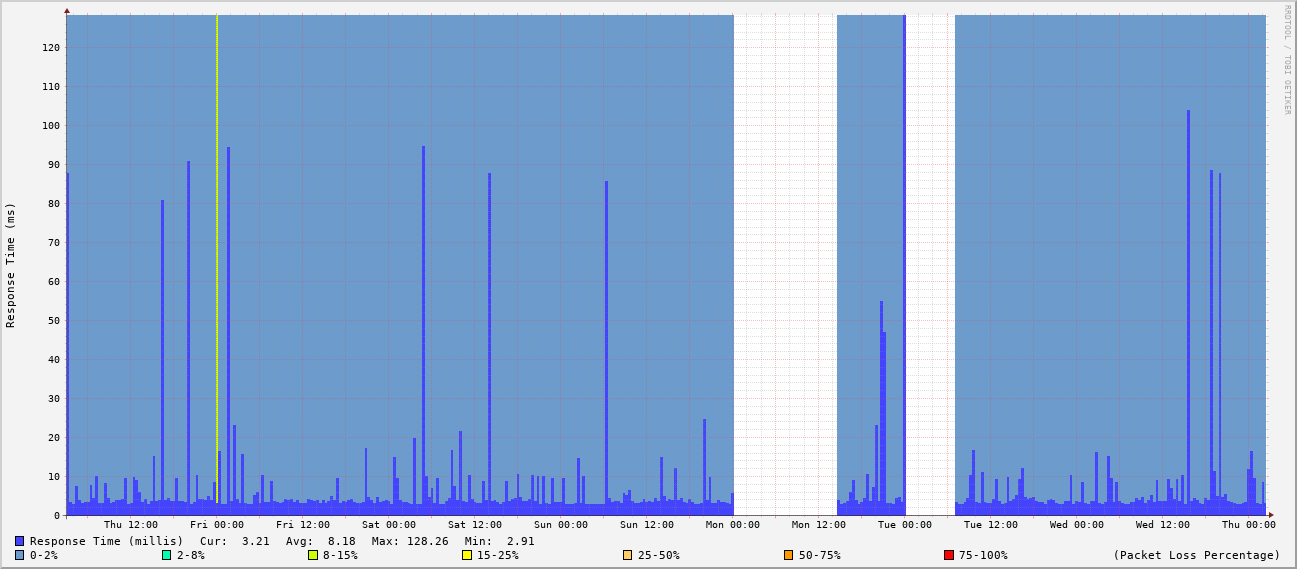 RRDTOOL / TOBI OETIKER
Response Time (ms)
120
110
100
90
80
70
60
50
40
30
20
10
0
Thu 12:00 Fri 00:00 Fri 12:00 Sat 00:00 Sat 12:00 Sun 00:00 Sun 12:00 Mon 00:00 Mon 12:00 Tue 00:00 Tue 12:00 Wed 00:00 Wed 12:00 Thu 00:00
Response Time (millis) Cur: 3.21 Avg: 8.18 Max: 128.26 Min: 2.91
0-2% 2-8% 8-15% 15-25% 25-50% 50-75% 75-100% (Packet Loss Percentage)